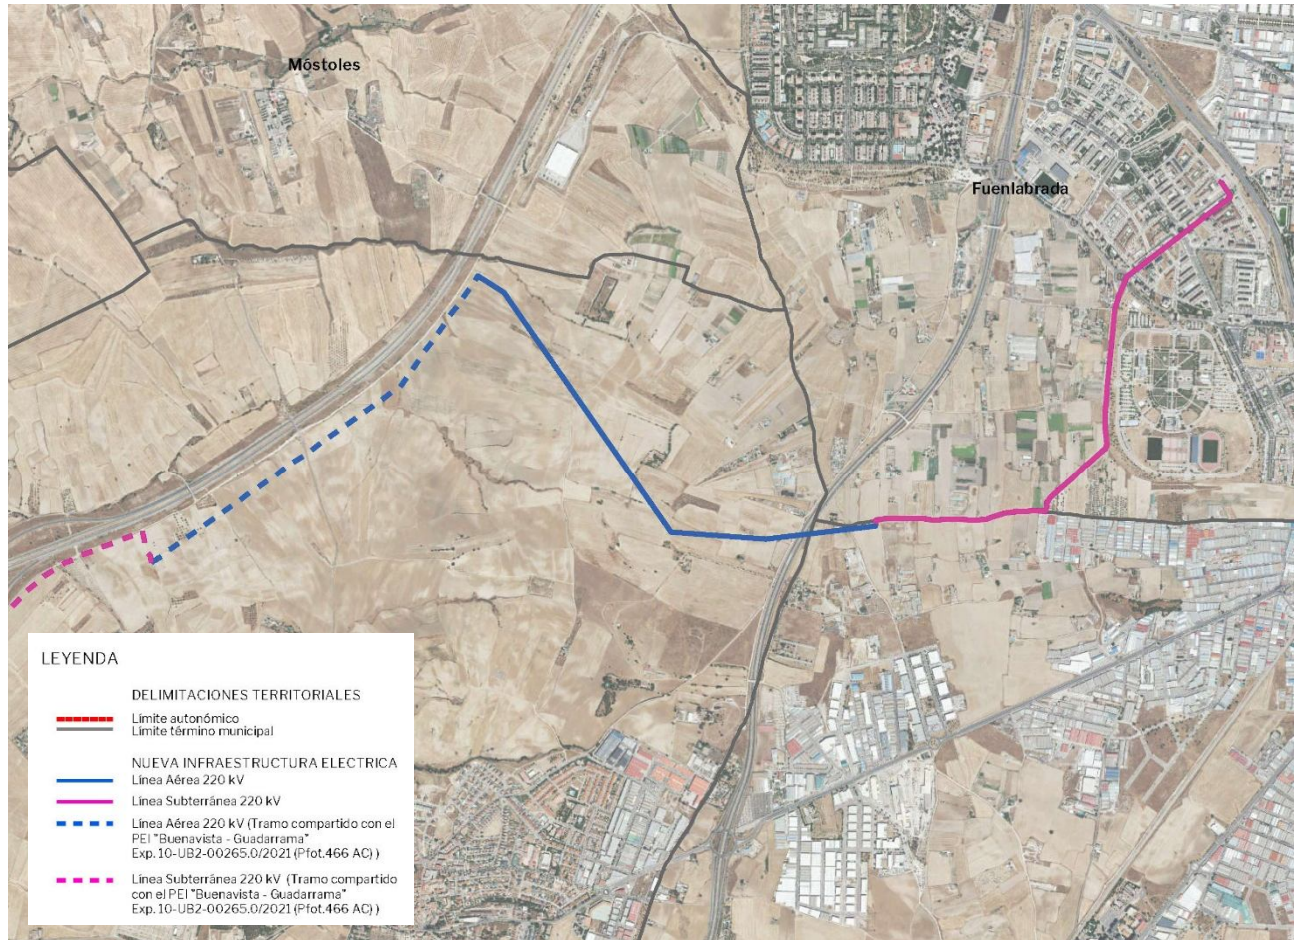 Móstoles
Fuenlabrada
LEYENDA
DELIMITACIONES TERRITORIALES
Límite autonómico
Límite término municipal
NUEVA INFRAESTRUCTURA ELECTRICA
Línea Aérea 220 kV
Línea Subterránea 220 kV
Línea Aérea 220 kV (Tramo compartido con el
PEI "Buenavista - Guadarrama"
Exp. 10-UB2-00265.0/2021 (Pfot.466 AC) )
Línea Subterránea 220 kV (Tramo compartido
con el PEI "Buenavista - Guadarrama"
Exp. 10-UB2-00265.0/2021 (Pfot.466 AC) )